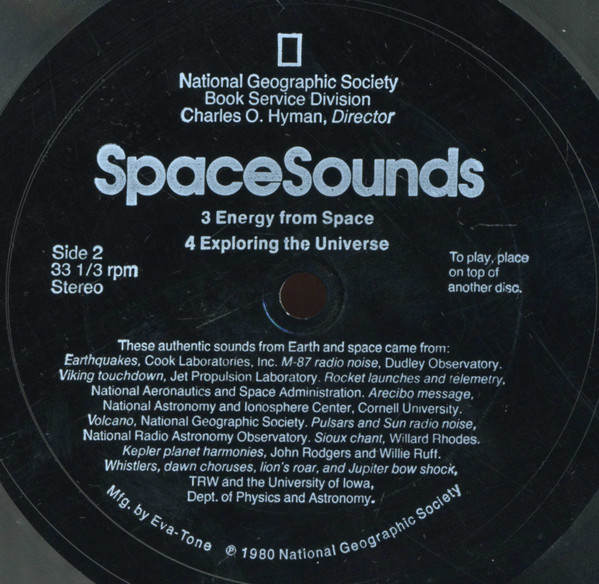 National Geographic Society
Book Service Division
Charles O. Hyman, Director
SpaceSounds
3 Energy from Space
4 Exploring the Universe
Side 2
33 1/3 rpm
Stereo
To play, place
on top of
another disc.
These authentic sounds from Earth and space came from:
Earthquakes, Cook Laboratories, Inc. M-87 radio noise, Dudley Observatory.
Viking touchdown, Jet Propulsion Laboratory. Rocket launches and telemetry,
National Aeronautics and Space Administration. Arecibo message,
National Astronomy and Ionosphere Center, Cornell University.
Volcano, National Geographic Society. Pulsars and Sun radio noise,
National Radio Astronomy Observatory. Sioux chant, Willard Rhodes.
Kepler planet harmonies, John Rodgers and Willie Ruff.
Whistlers, dawn choruses, lion's roar, and Jupiter bow shock,
TRW and the University of Iowa,
Dept. of Physics and Astronomy.
Mfg. by Eva-Tone ℗ 1980 National Geographic Society